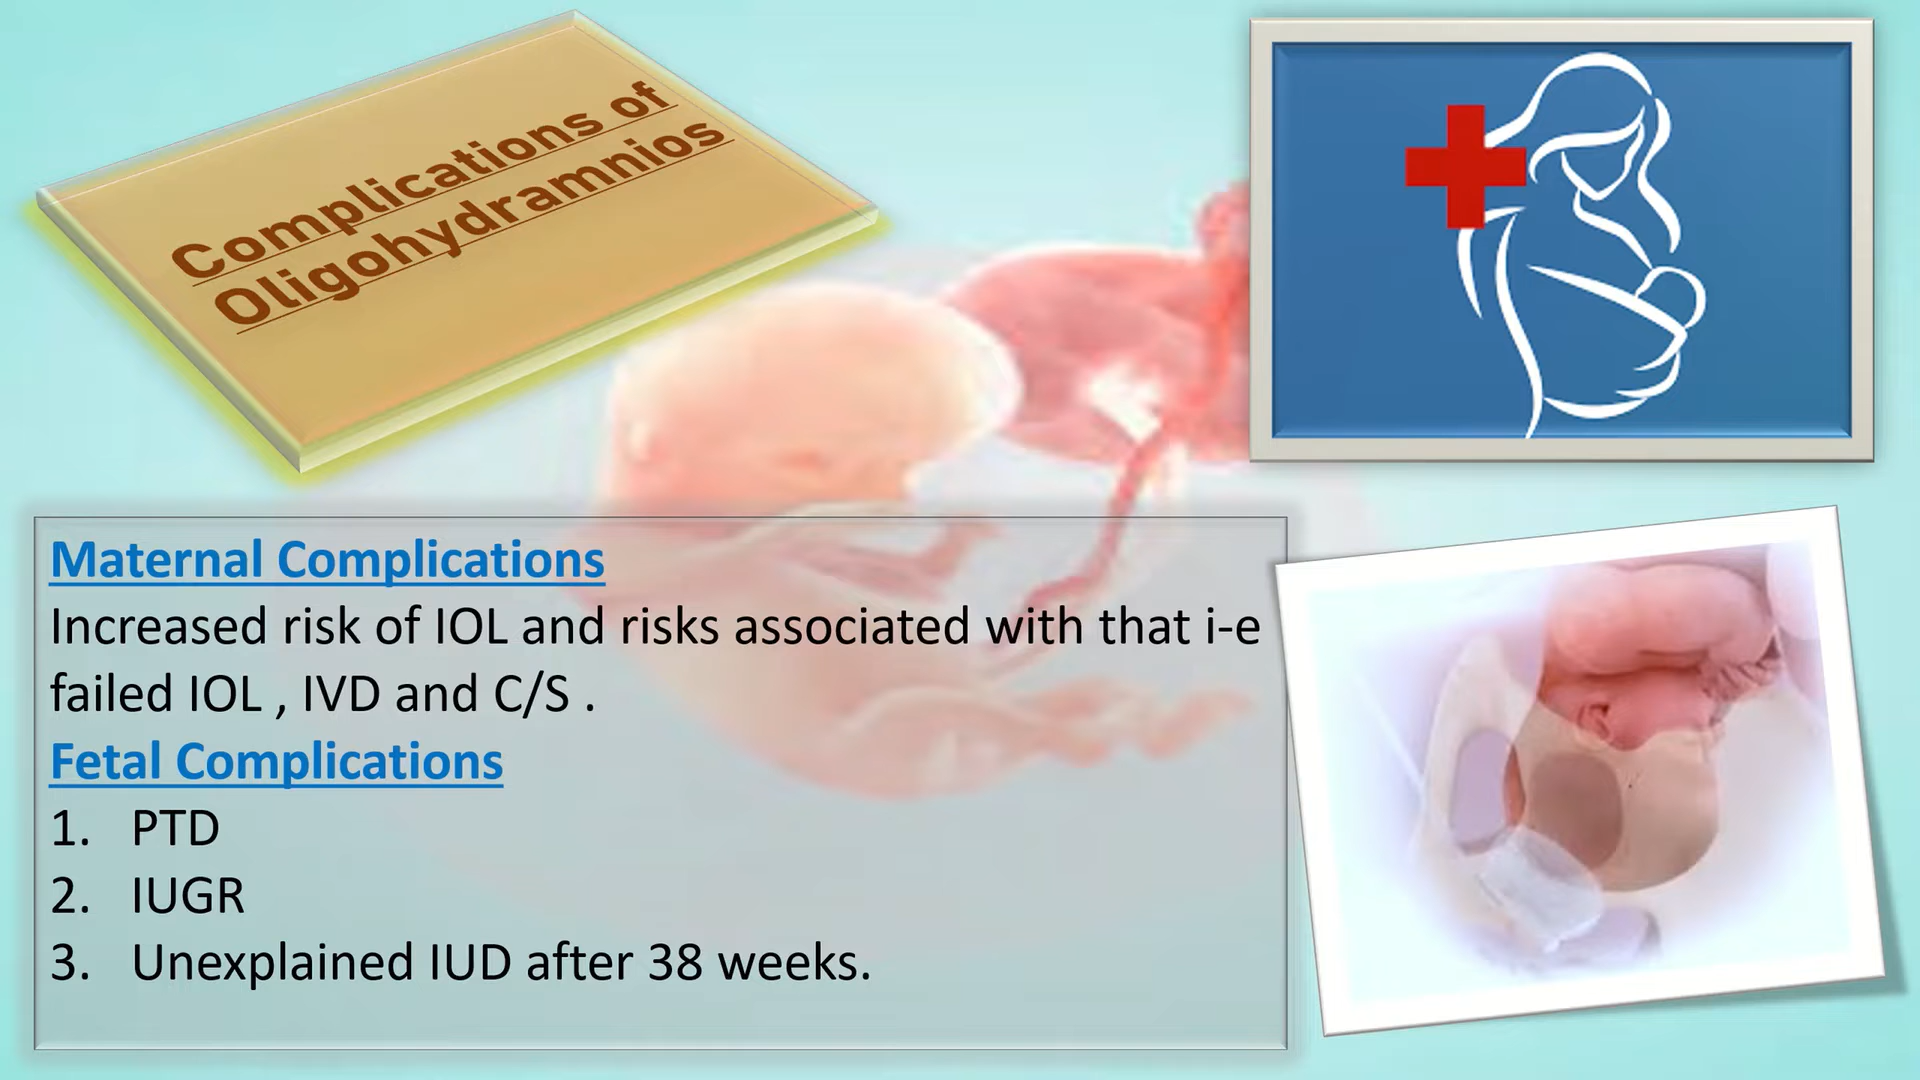 Complications of
Oligohydramnios
Maternal Complications
Increased risk of IOL and risks associated with that i-e
failed IOL , IVD and C/S .
Fetal Complications
1. PTD
2. IUGR
3. Unexplained IUD after 38 weeks.